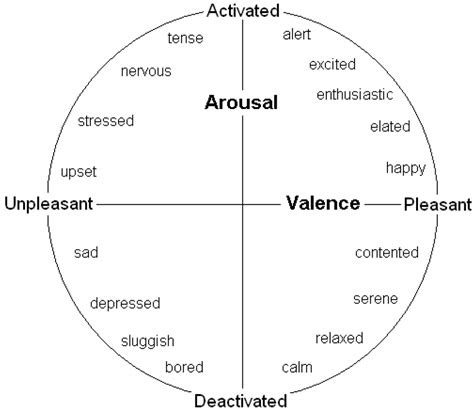 Activated
tense
alert
nervous
excited
Arousal
enthusiastic
stressed
elated
upset
happy
Unpleasant
Valence
Pleasant
sad
contented
depressed
serene
sluggish
relaxed
bored
calm
Deactivated